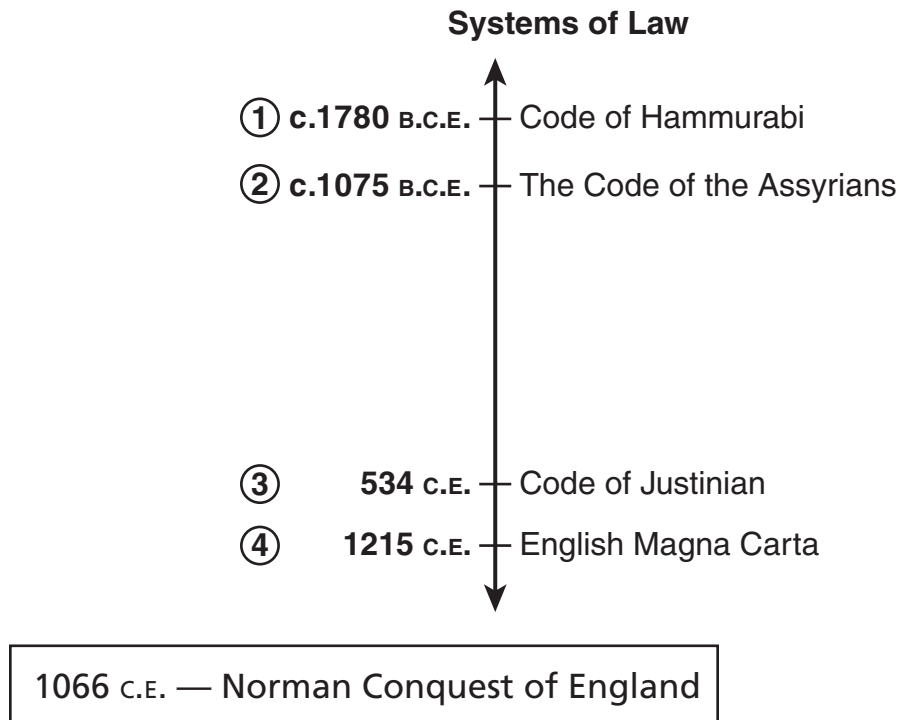 Systems of Law
1 c.1780 B.C.E. Code of Hammurabi
2 c.1075 B.C.E. The Code of the Assyrians
3 534 C.E. Code of Justinian
4 1215 C.E. English Magna Carta
1066 C.E. — Norman Conquest of England